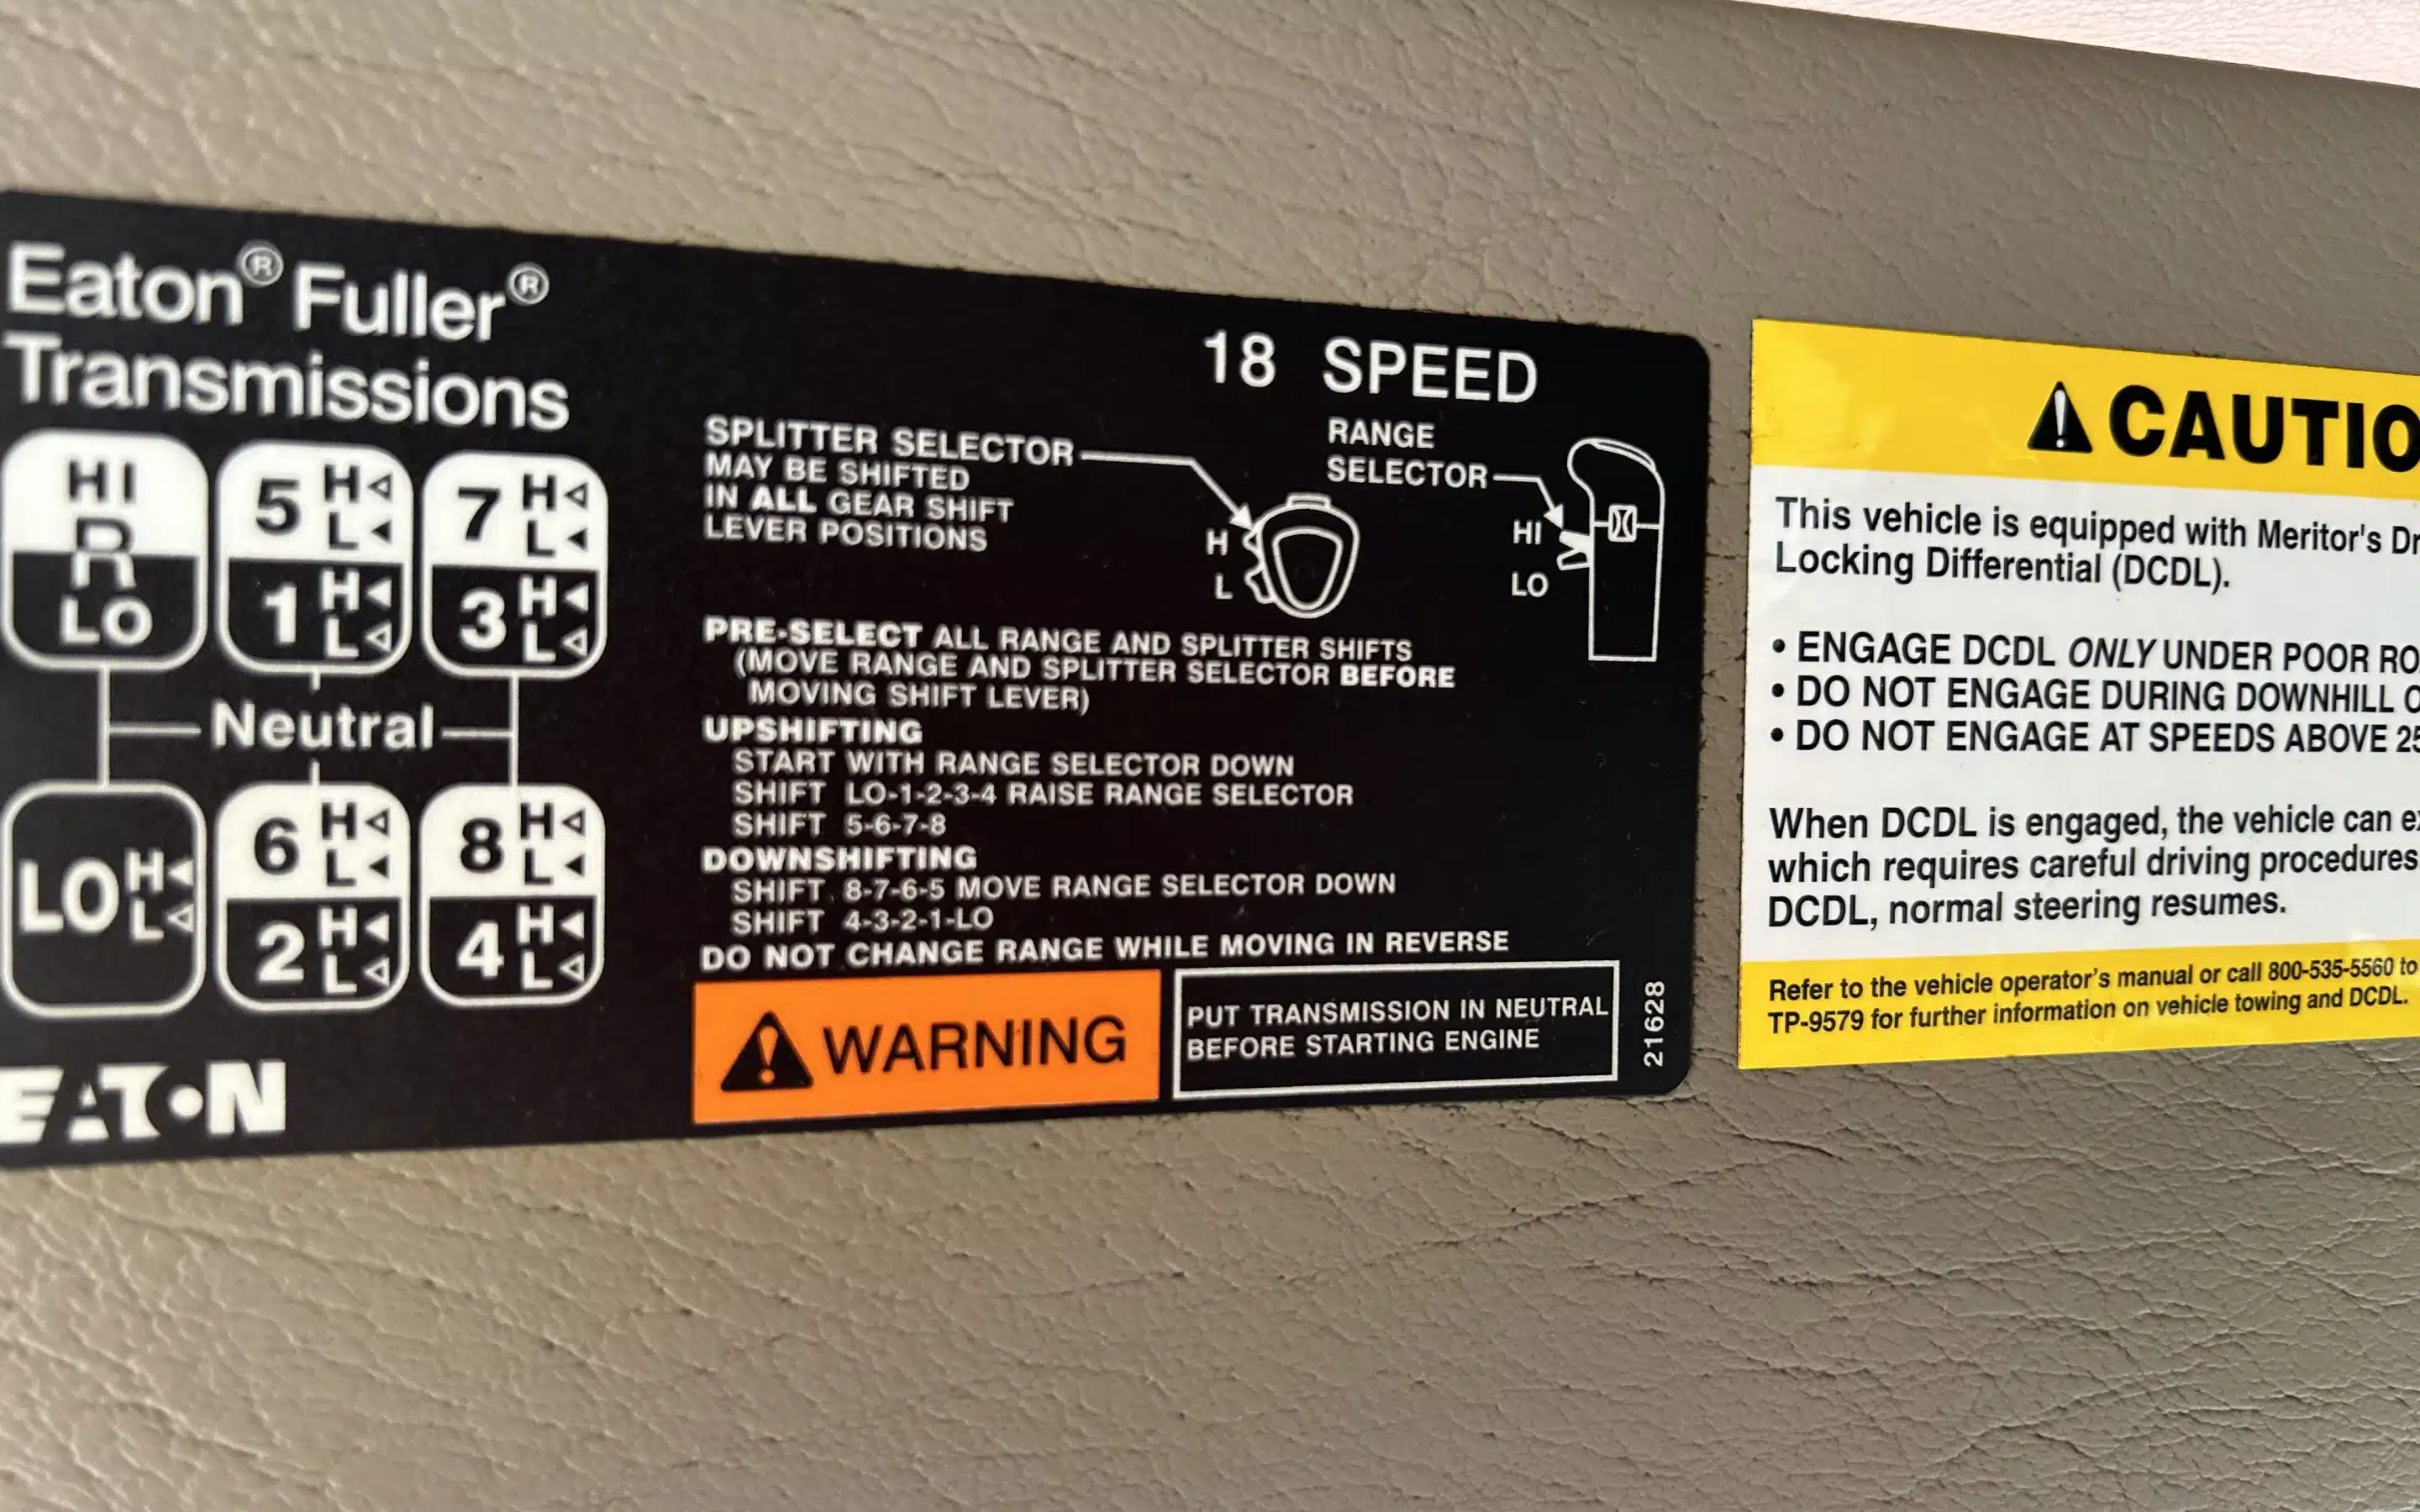 Eaton® Fuller®
Transmissions
HI
R
LO
5 H
L
1 H
L
7 H
L
3 H
L
Neutral
LO H
L
6 H
L
2 H
L
8 H
L
4 H
L
EATON
18 SPEED
SPLITTER SELECTOR
MAY BE SHIFTED
IN ALL GEAR SHIFT
LEVER POSITIONS
H
L
RANGE
SELECTOR
HI
LO
PRE-SELECT ALL RANGE AND SPLITTER SHIFTS
(MOVE RANGE AND SPLITTER SELECTOR BEFORE
MOVING SHIFT LEVER)
UPSHIFTING
START WITH RANGE SELECTOR DOWN
SHIFT LO-1-2-3-4 RAISE RANGE SELECTOR
SHIFT 5-6-7-8
DOWNSHIFTING
SHIFT 8-7-6-5 MOVE RANGE SELECTOR DOWN
SHIFT 4-3-2-1-LO
DO NOT CHANGE RANGE WHILE MOVING IN REVERSE
WARNING
PUT TRANSMISSION IN NEUTRAL
BEFORE STARTING ENGINE
21628
CAUTIO
This vehicle is equipped with Meritor's Dr
Locking Differential (DCDL).
• ENGAGE DCDL ONLY UNDER POOR RO
• DO NOT ENGAGE DURING DOWNHILL
• DO NOT ENGAGE AT SPEEDS ABOVE 25
When DCDL is engaged, the vehicle can e
which requires careful driving procedures
DCDL, normal steering resumes.
Refer to the vehicle operator's manual or call 800-535-5560 to
TP-9579 for further information on vehicle towing and DCDL.